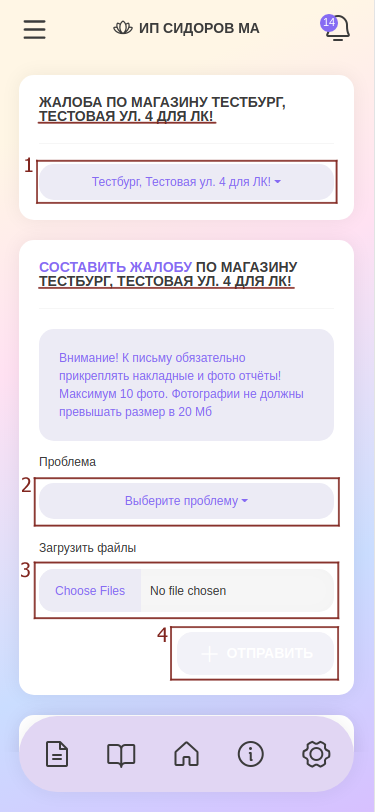 ИП СИДОРОВ МА
14
ЖАЛОБА ПО МАГАЗИНУ ТЕСТБУРГ,
ТЕСТОВАЯ УЛ. 4 ДЛЯ ЛК!
1
Тестбург, Тестовая ул. 4 для ЛК!
СОСТАВИТЬ ЖАЛОБУ ПО МАГАЗИНУ
ТЕСТБУРГ, ТЕСТОВАЯ УЛ. 4 ДЛЯ ЛК!
Внимание! К письму обязательно
прикреплять накладные и фото отчёты!
Максимум 10 фото. Фотографии не должны
превышать размер в 20 Мб
Проблема
2
Выберите проблему
Загрузить файлы
3
Choose Files No file chosen
4
ОТПРАВИТЬ